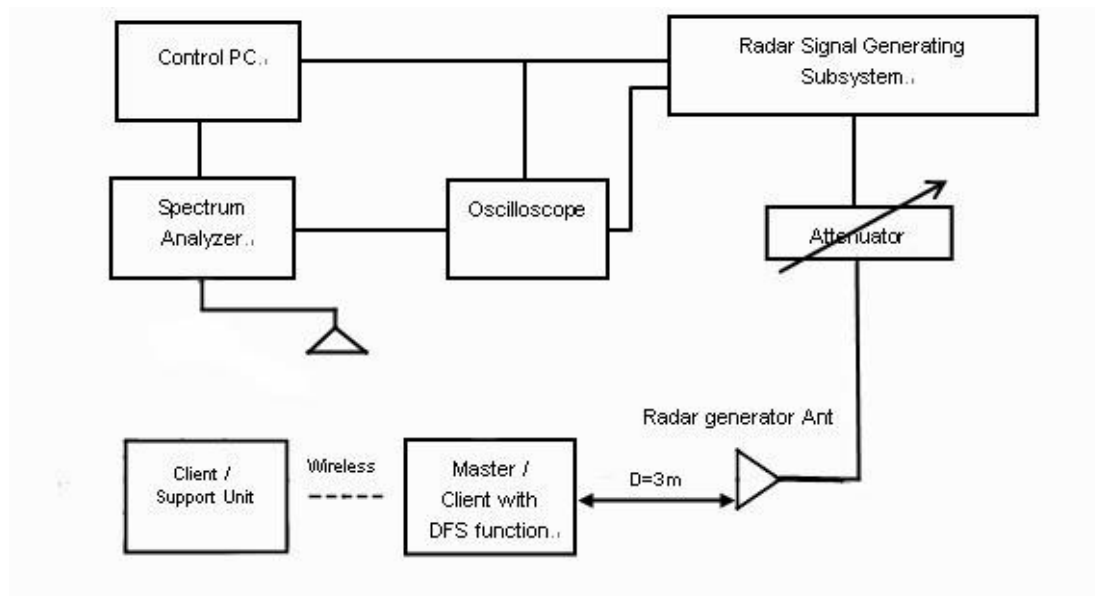 Control PC
Radar Signal Generating
Subsystem
Spectrum
Analyzer
Oscilloscope
Attenuator
Radar generator Ant
Client /
Support Unit
Wireless
Master /
Client with
DFS function
D=3m